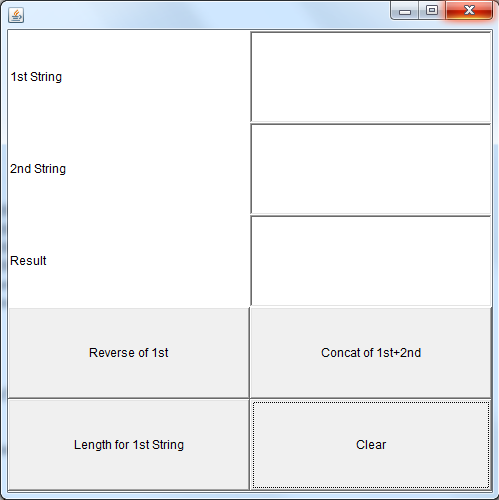 1st String
2nd String
Result
Reverse of 1st
Concat of 1st+2nd
Length for 1st String
Clear